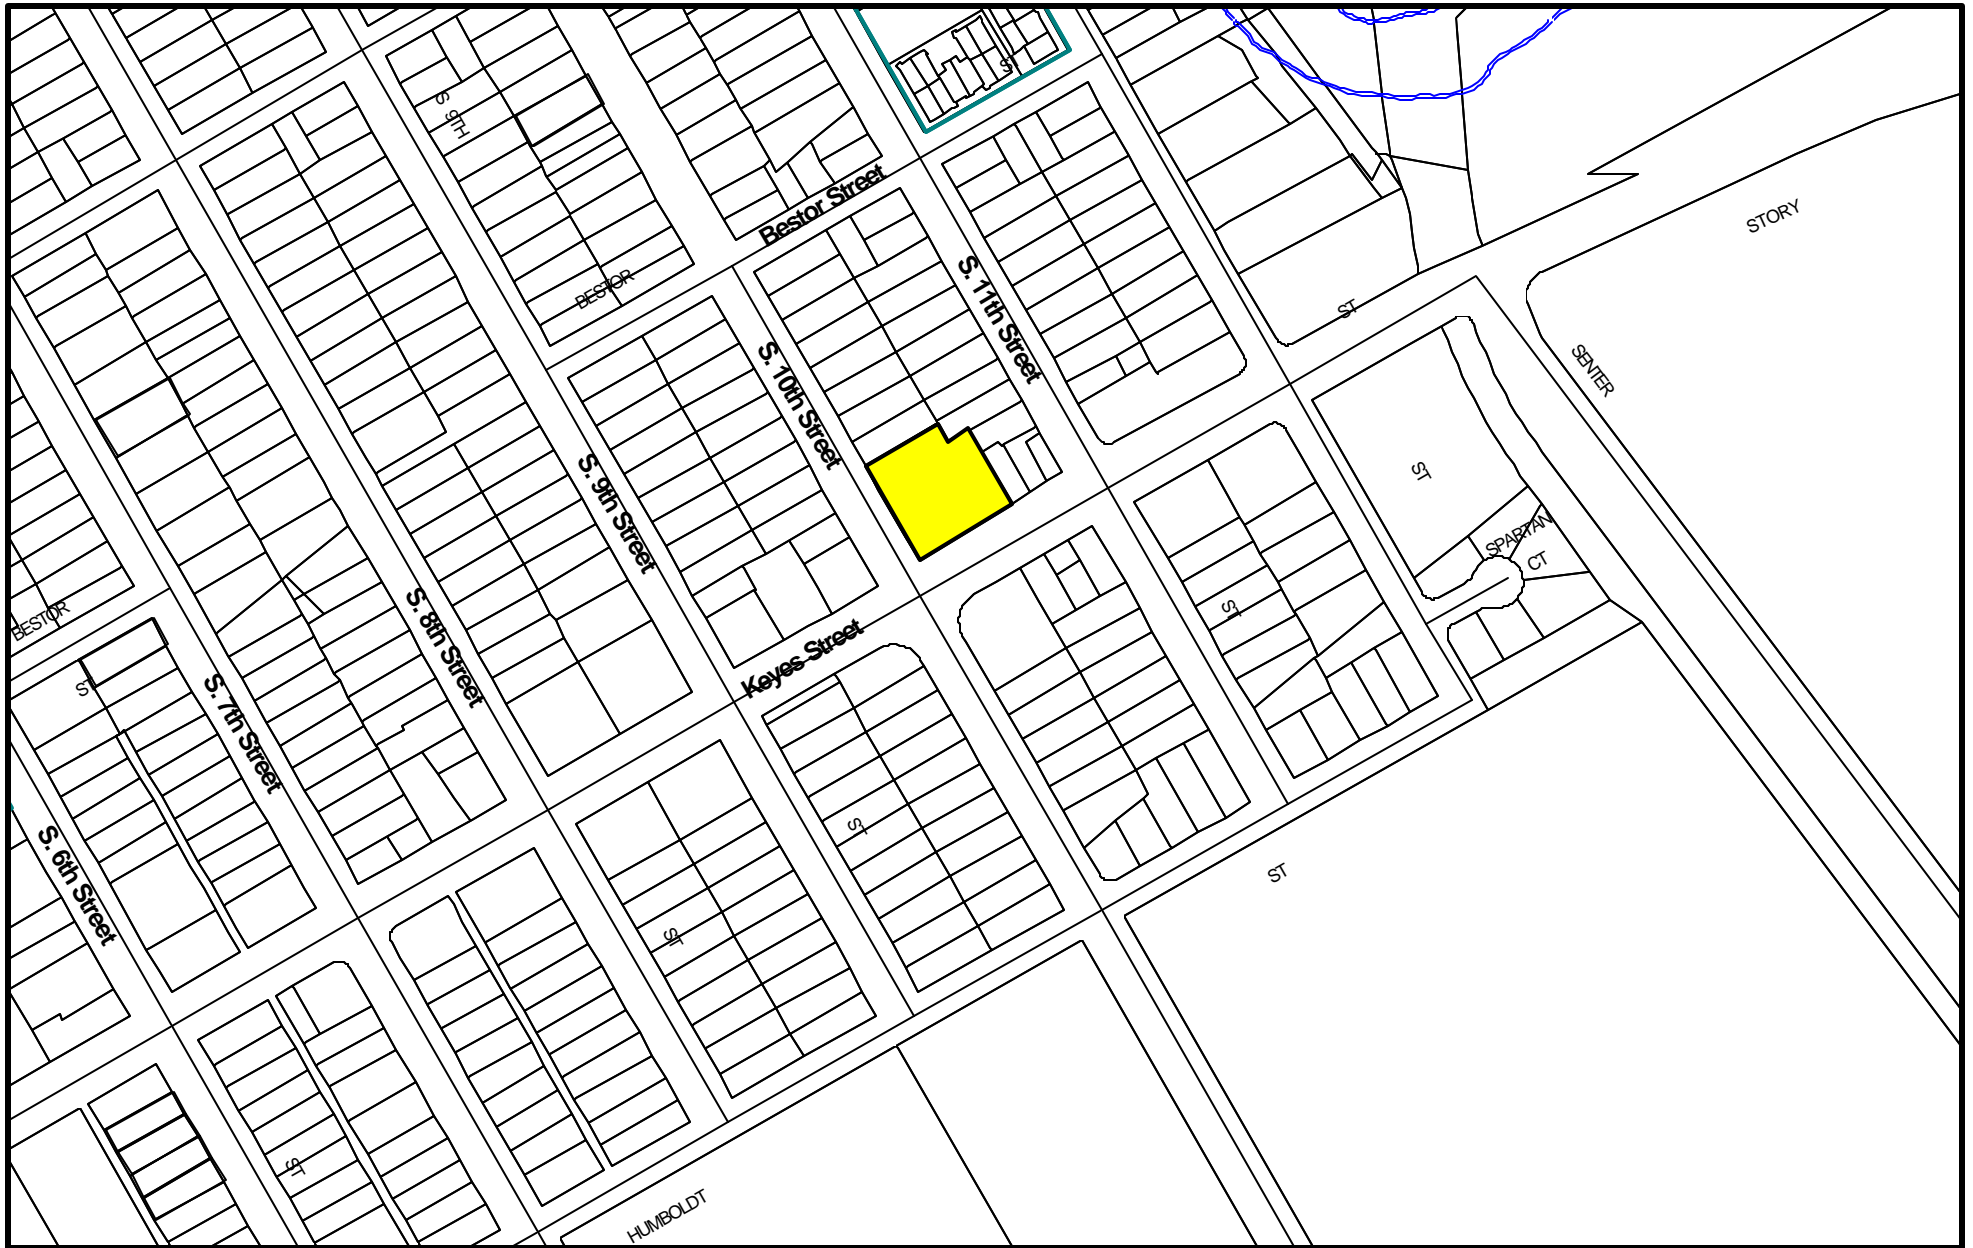 S
S. 9TH
Bestor Street
STORY
BESTOR
S. 11th Street
ST
S. 10th Street
SENTER
S. 9th Street
ST
SPARTAN
CT
BESTOR
ST
S. 8th Street
ST
Keyes Street
S. 7th Street
ST
S. 6th Street
ST
ST
ST
HUMBOLDT